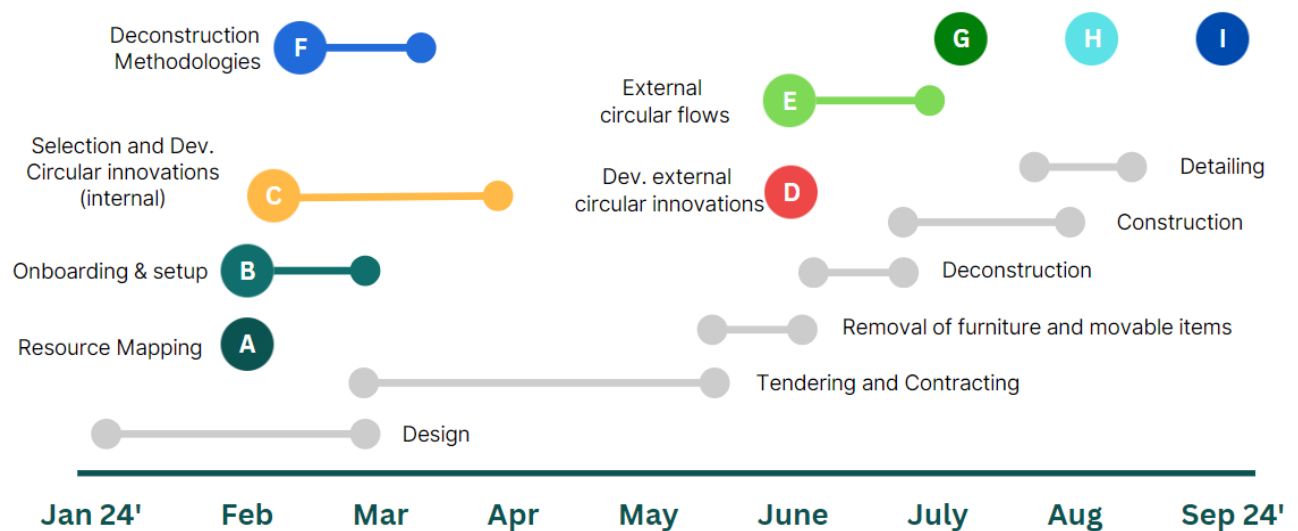 Deconstruction
Methodologies
F
G
H
I
External
circular flows
E
Selection and Dev.
Circular innovations
(internal)
C
Dev. external
circular innovations
D
Detailing
Construction
Onboarding & setup
B
Deconstruction
Resource Mapping
A
Removal of furniture and movable items
Tendering and Contracting
Design
Jan 24' Feb Mar Apr May June July Aug Sep 24'